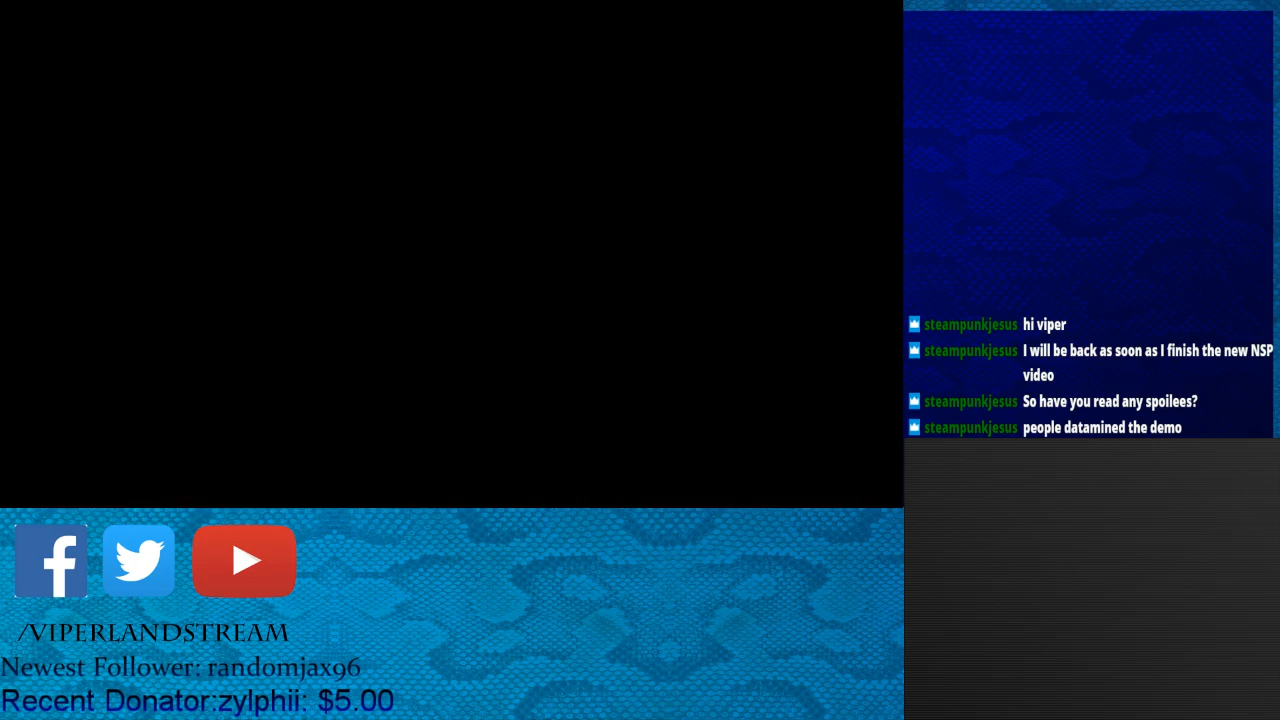 steampunkjesus hi viper
steampunkjesus I will be back as soon as I finish the new NSP
video
steampunkjesus So have you read any spoilees?
steampunkjesus people datamined the demo
/VIPERLANDSTREAM
Newest Follower: randomjax96
Recent Donator:zylphii: $5.00